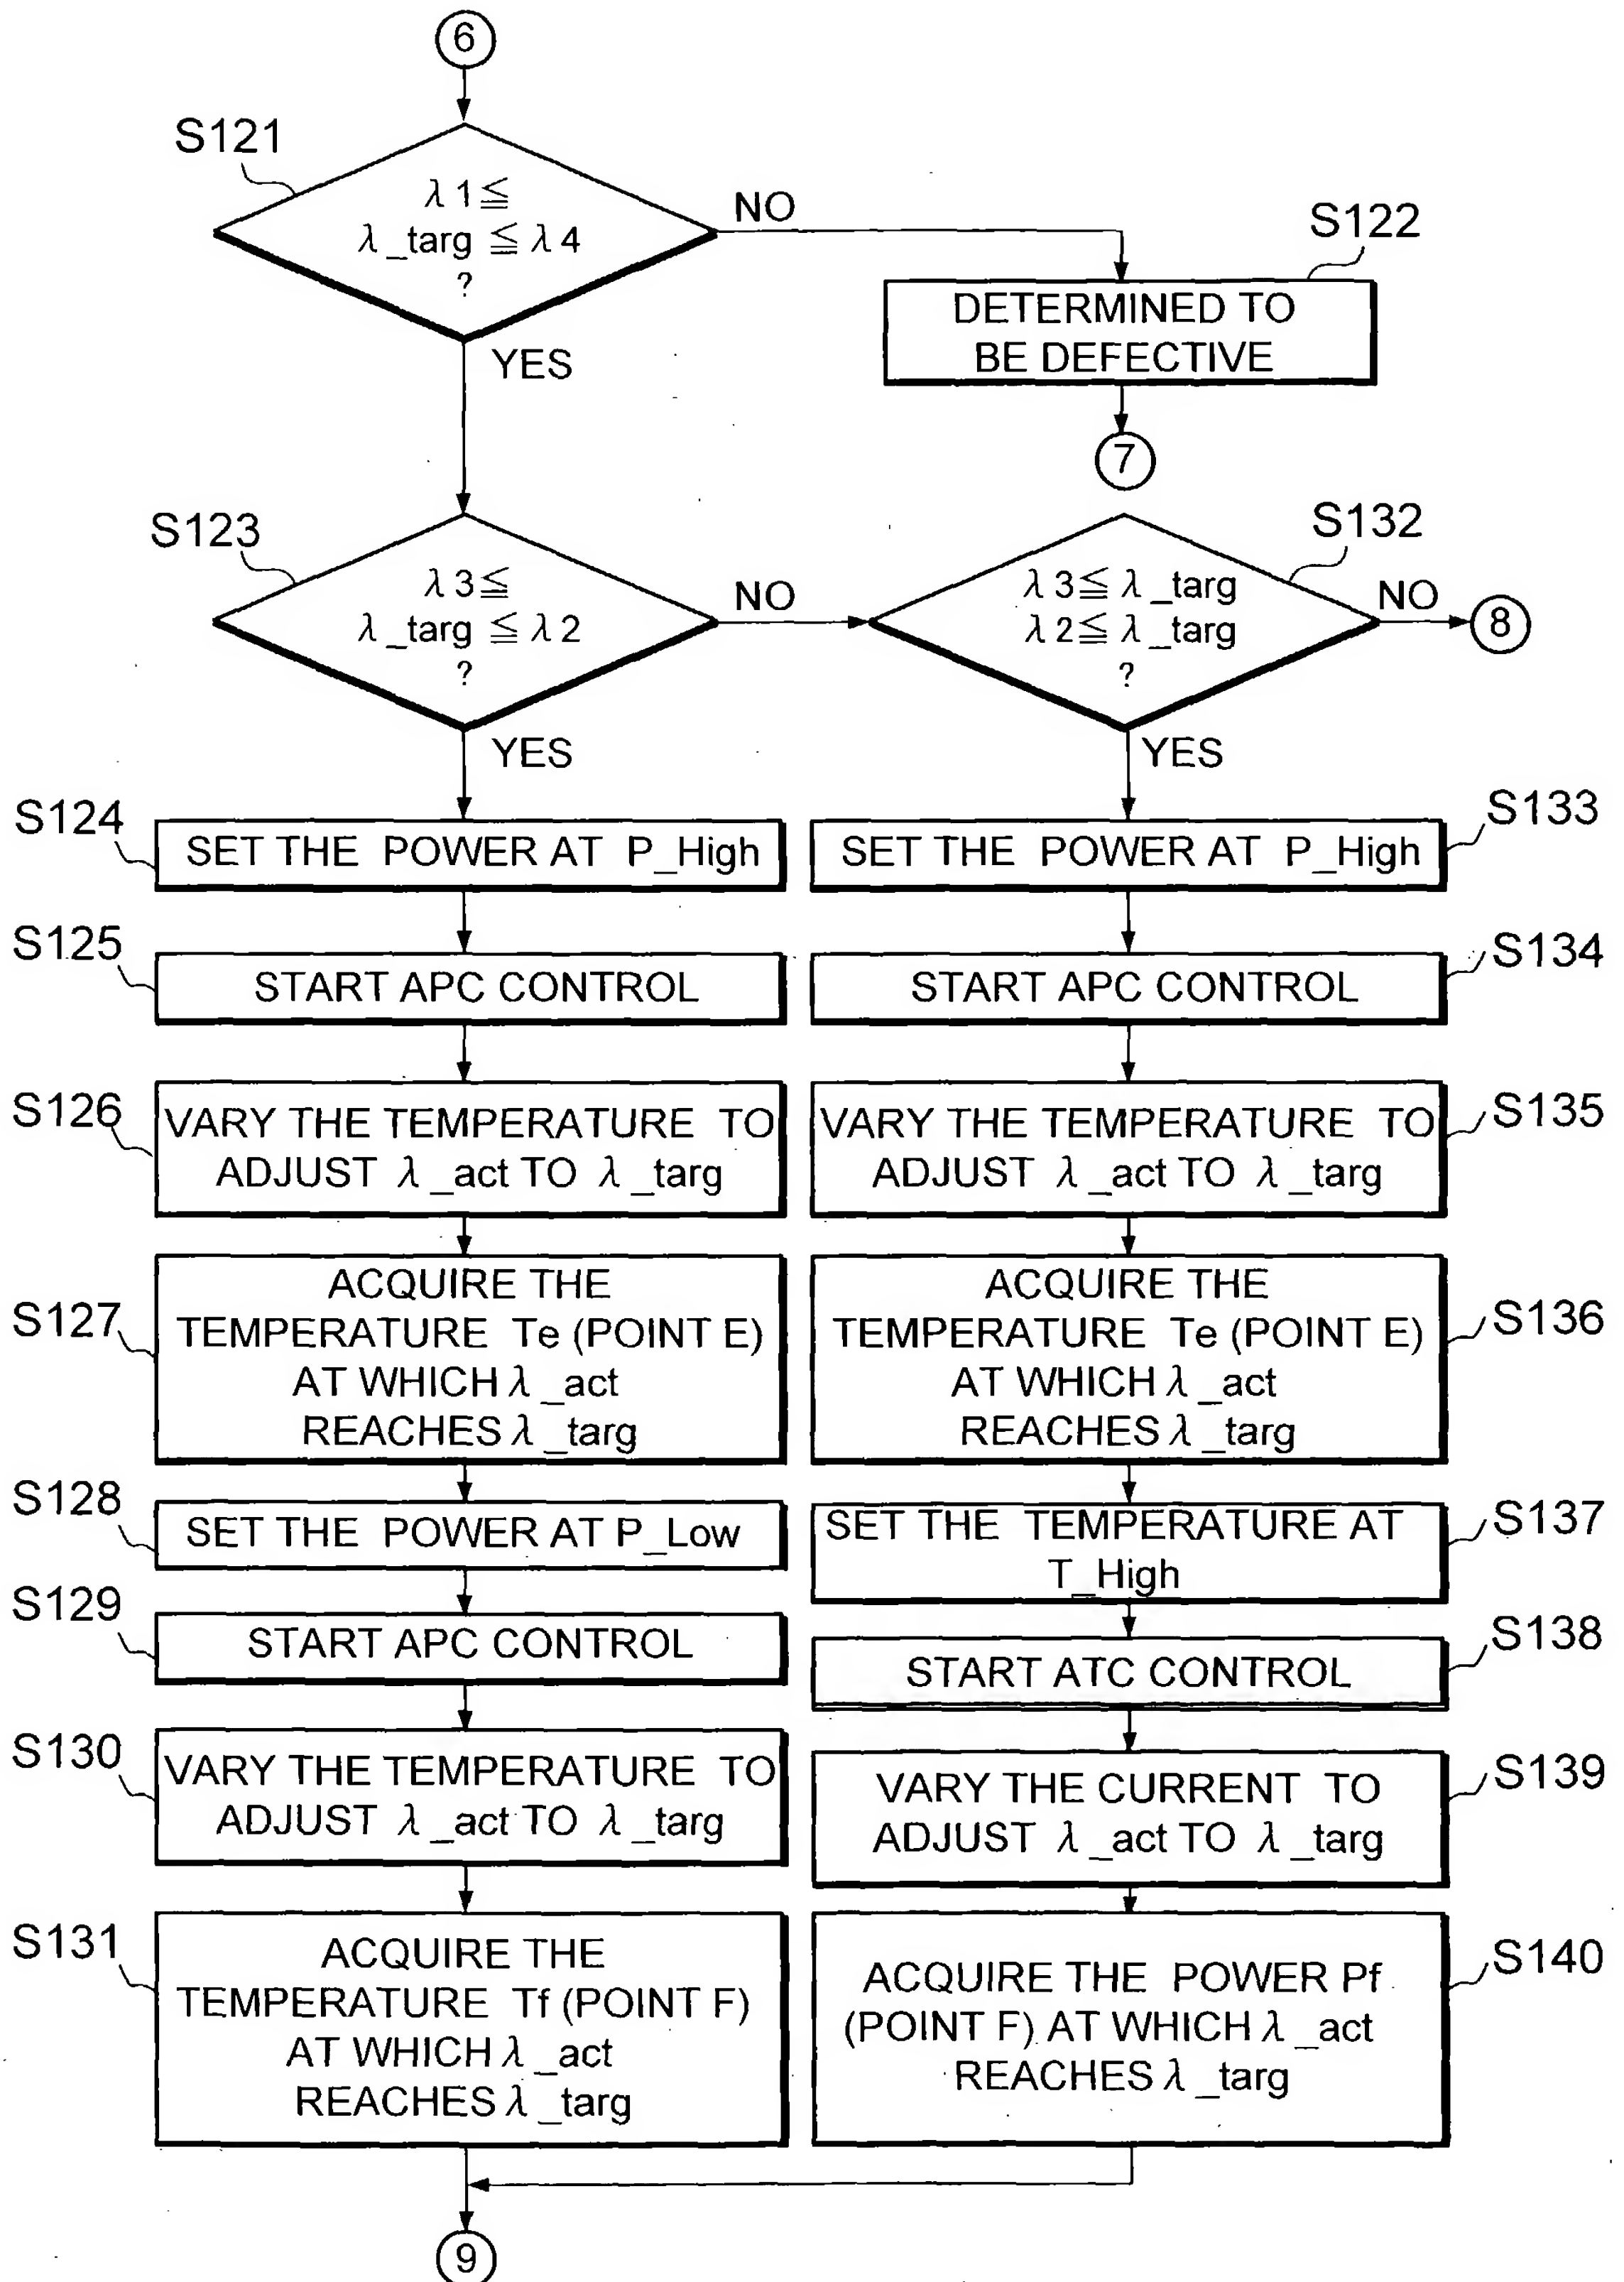 6
S121
λ1≦
λ_targ ≦ λ4
?
NO
YES
S122
DETERMINED TO
BE DEFECTIVE
7
S123
λ3≦
λ_targ ≦ λ2
?
NO
YES
S132
λ3≦ λ_targ
λ2≦ λ_targ
?
NO
8
YES
S124
SET THE POWER AT P_High
S125
START APC CONTROL
S126
VARY THE TEMPERATURE TO
ADJUST λ_act TO λ_targ
S127
ACQUIRE THE
TEMPERATURE Te (POINT E)
AT WHICH λ_act
REACHES λ_targ
S128
SET THE POWER AT P_Low
S129
START APC CONTROL
S130
VARY THE TEMPERATURE TO
ADJUST λ_act TO λ_targ
S131
ACQUIRE THE
TEMPERATURE Tf (POINT F)
AT WHICH λ_act
REACHES λ_targ
S133
SET THE POWER AT P_High
S134
START APC CONTROL
S135
VARY THE TEMPERATURE TO
ADJUST λ_act TO λ_targ
S136
ACQUIRE THE
TEMPERATURE Te (POINT E)
AT WHICH λ_act
REACHES λ_targ
S137
SET THE TEMPERATURE AT
T_High
S138
START ATC CONTROL
S139
VARY THE CURRENT TO
ADJUST λ_act TO λ_targ
S140
ACQUIRE THE POWER Pf
(POINT F) AT WHICH λ_act
REACHES λ_targ
9